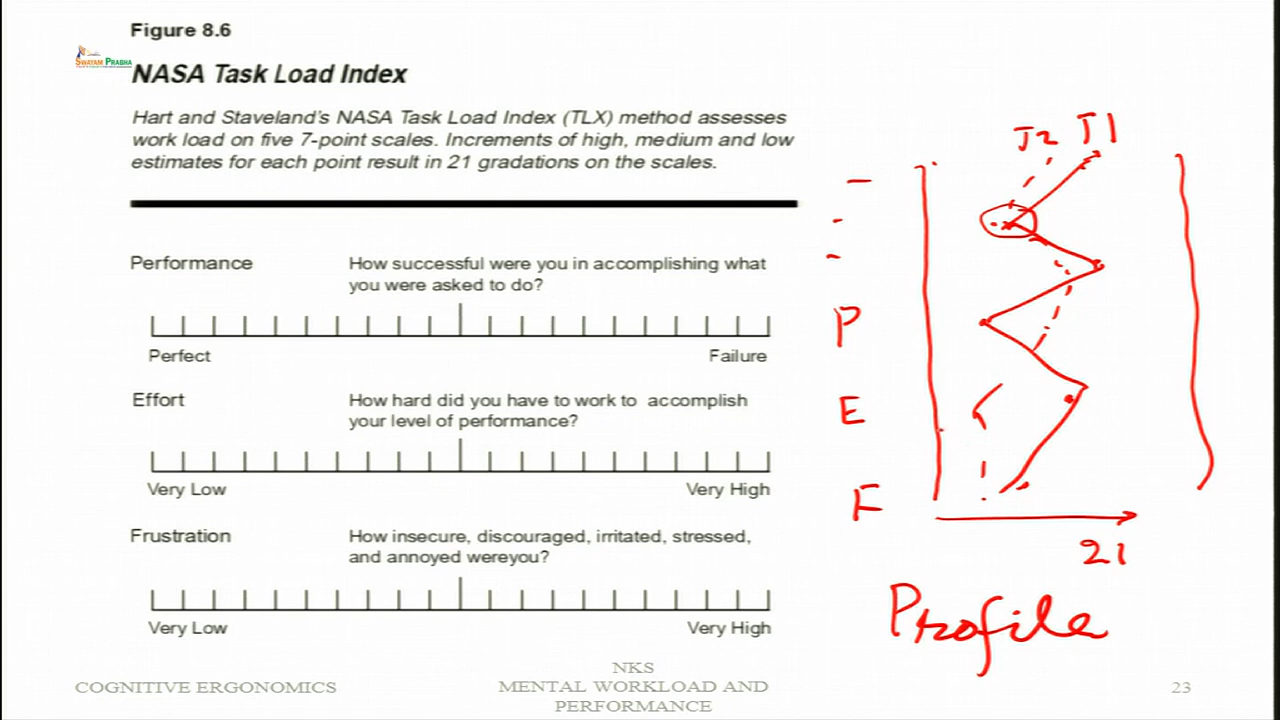 Figure 8.6
SWAYAM PRABHA
NASA Task Load Index
Hart and Staveland's NASA Task Load Index (TLX) method assesses
work load on five 7-point scales. Increments of high, medium and low
estimates for each point result in 21 gradations on the scales.
Performance
How successful were you in accomplishing what
you were asked to do?
Perfect
Failure
Effort
How hard did you have to work to accomplish
your level of performance?
Very Low
Very High
Frustration
How insecure, discouraged, irritated, stressed,
and annoyed wereyou?
Very Low
Very High
J2 J1
P
E
F
21
Profile
COGNITIVE ERGONOMICS
NKS
MENTAL WORKLOAD AND
PERFORMANCE
23